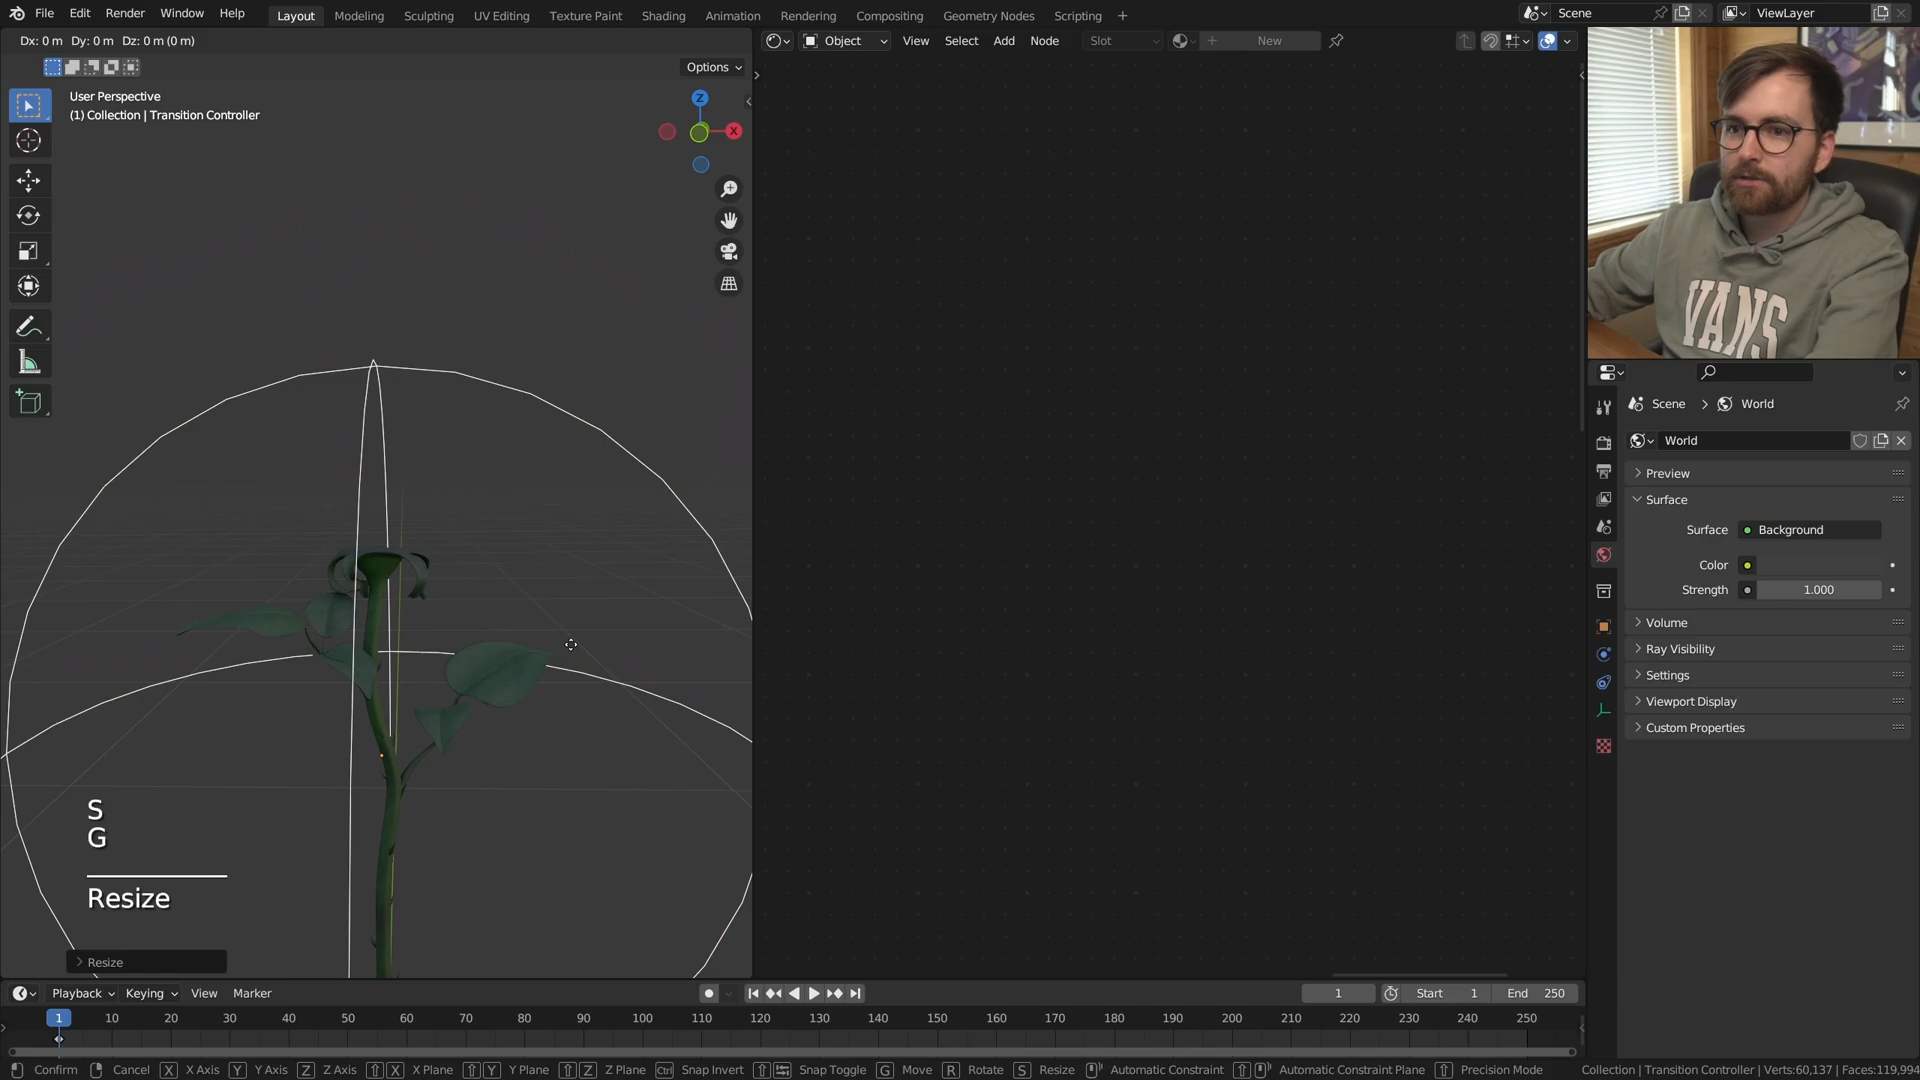 File Edit Render Window Help Layout Modeling Sculpting UV Editing Texture Paint Shading Animation Rendering Compositing Geometry Nodes Scripting + Scene ViewLayer
Dx: 0 m Dy: 0 m Dz: 0 m (0 m)
Object View Select Add Node Slot New
Options
User Perspective
(1) Collection | Transition Controller
Z
X
VANS
Scene > World
World
Preview
Surface
Surface Background
Color
Strength 1.000
Volume
Ray Visibility
Settings
Viewport Display
Custom Properties
S
G
Resize
Resize
Playback Keying View Marker 1 Start 1 End 250
1 10 20 30 40 50 60 70 80 90 100 110 120 130 140 150 160 170 180 190 200 210 220 230 240 250
Confirm Cancel X X Axis Y Y Axis Z Z Axis X X Plane Y Y Plane Z Z Plane Ctrl Snap Invert Snap Toggle G Move R Rotate S Resize Automatic Constraint Automatic Constraint Plane Precision Mode Collection | Transition Controller | Verts:60,137 | Faces:119,994